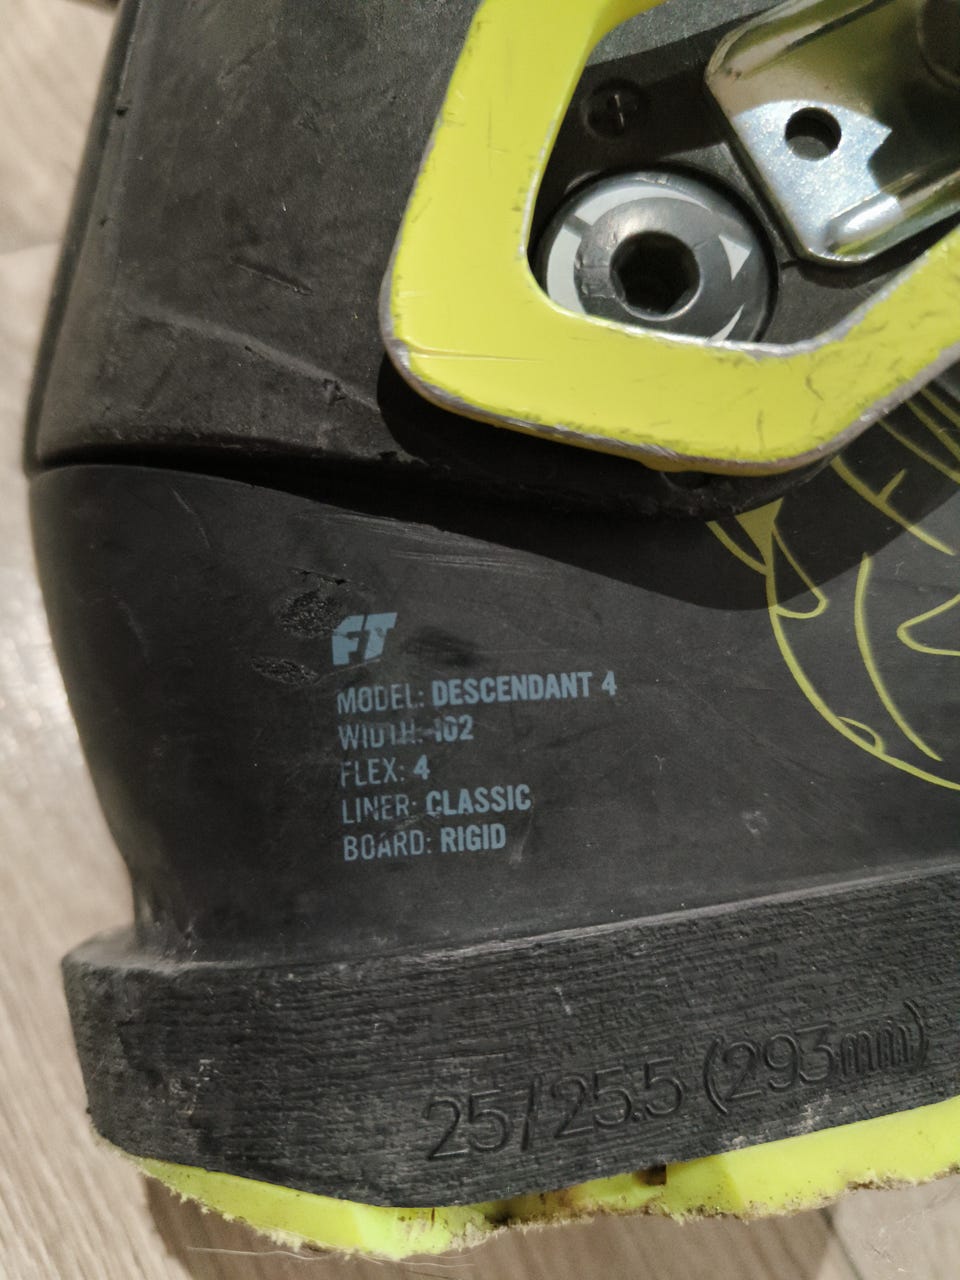 FT
MODEL: DESCENDANT 4
WIDTH: 102
FLEX: 4
LINER: CLASSIC
BOARD: RIGID
25/25.5 (293mm)